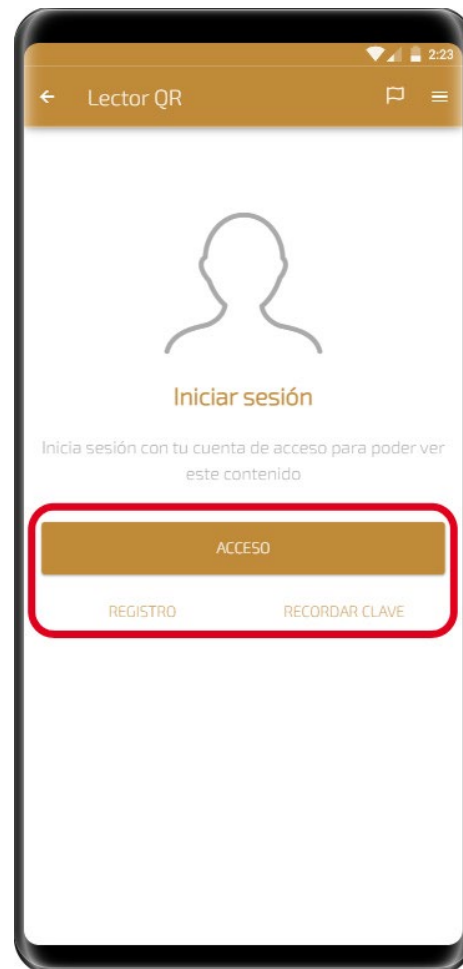 2:23
Lector QR
Iniciar sesión
Inicia sesión con tu cuenta de acceso para poder ver
este contenido
ACCESO
REGISTRO RECORDAR CLAVE